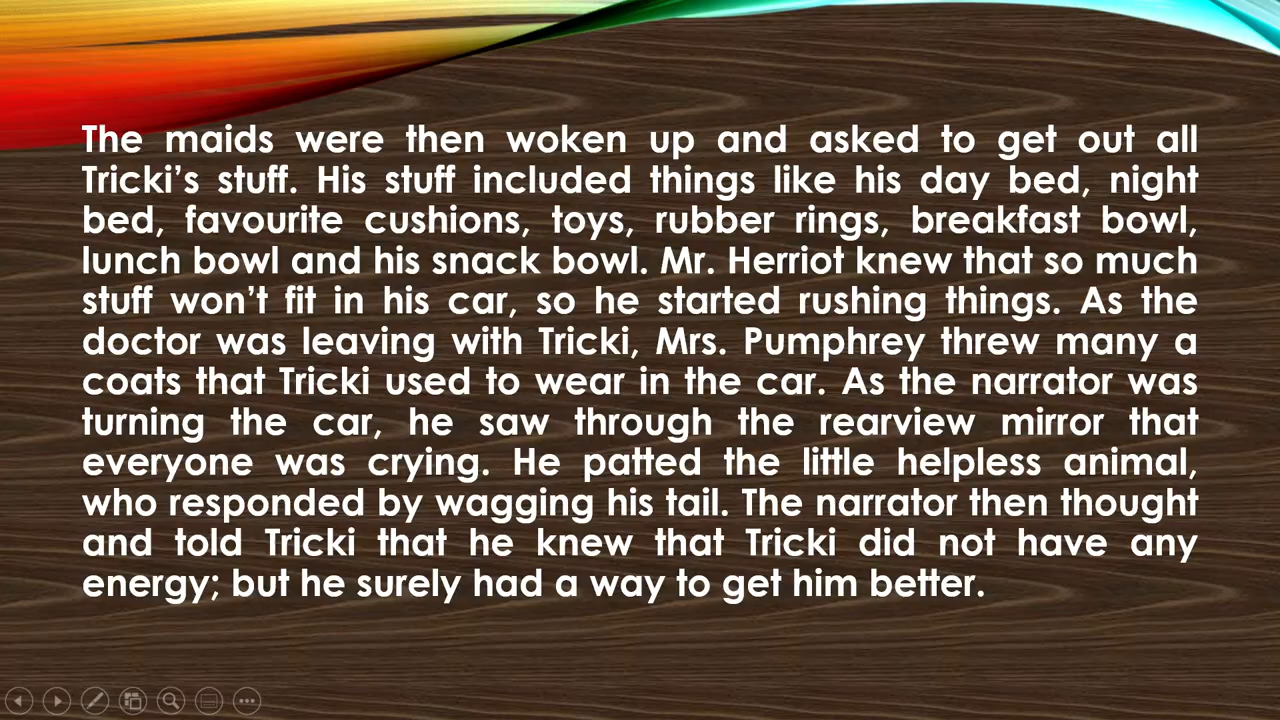 The maids were then woken up and asked to get out all
Tricki’s stuff. His stuff included things like his day bed, night
bed, favourite cushions, toys, rubber rings, breakfast bowl,
lunch bowl and his snack bowl. Mr. Herriot knew that so much
stuff won’t fit in his car, so he started rushing things. As the
doctor was leaving with Tricki, Mrs. Pumphrey threw many a
coats that Tricki used to wear in the car. As the narrator was
turning the car, he saw through the rearview mirror that
everyone was crying. He patted the little helpless animal,
who responded by wagging his tail. The narrator then thought
and told Tricki that he knew that Tricki did not have any
energy; but he surely had a way to get him better.